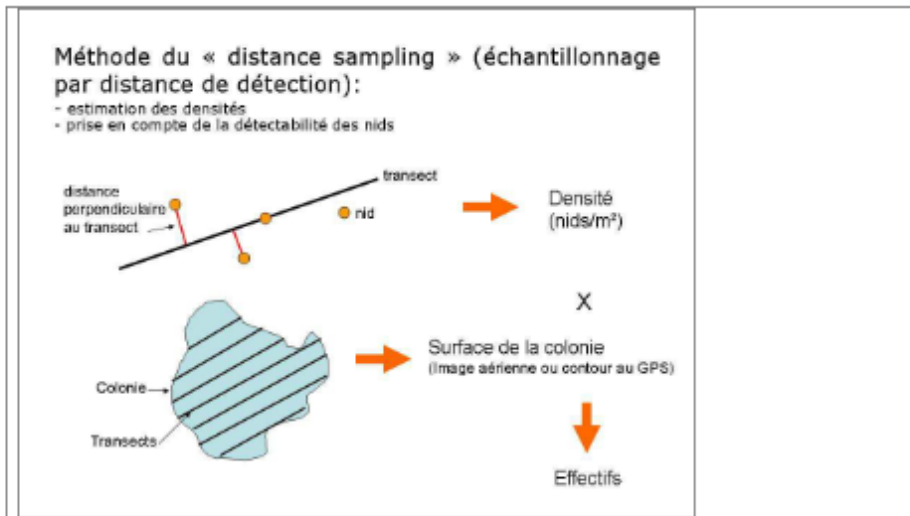 Méthode du « distance sampling » (échantillonnage
par distance de détection):
- estimation des densités
- prise en compte de la détectabilité des nids
transect
distance
perpendiculaire
au transect
nid
Densité
(nids/m²)
X
Surface de la colonie
(Image aérienne ou contour au GPS)
Colonie
Transects
Effectifs